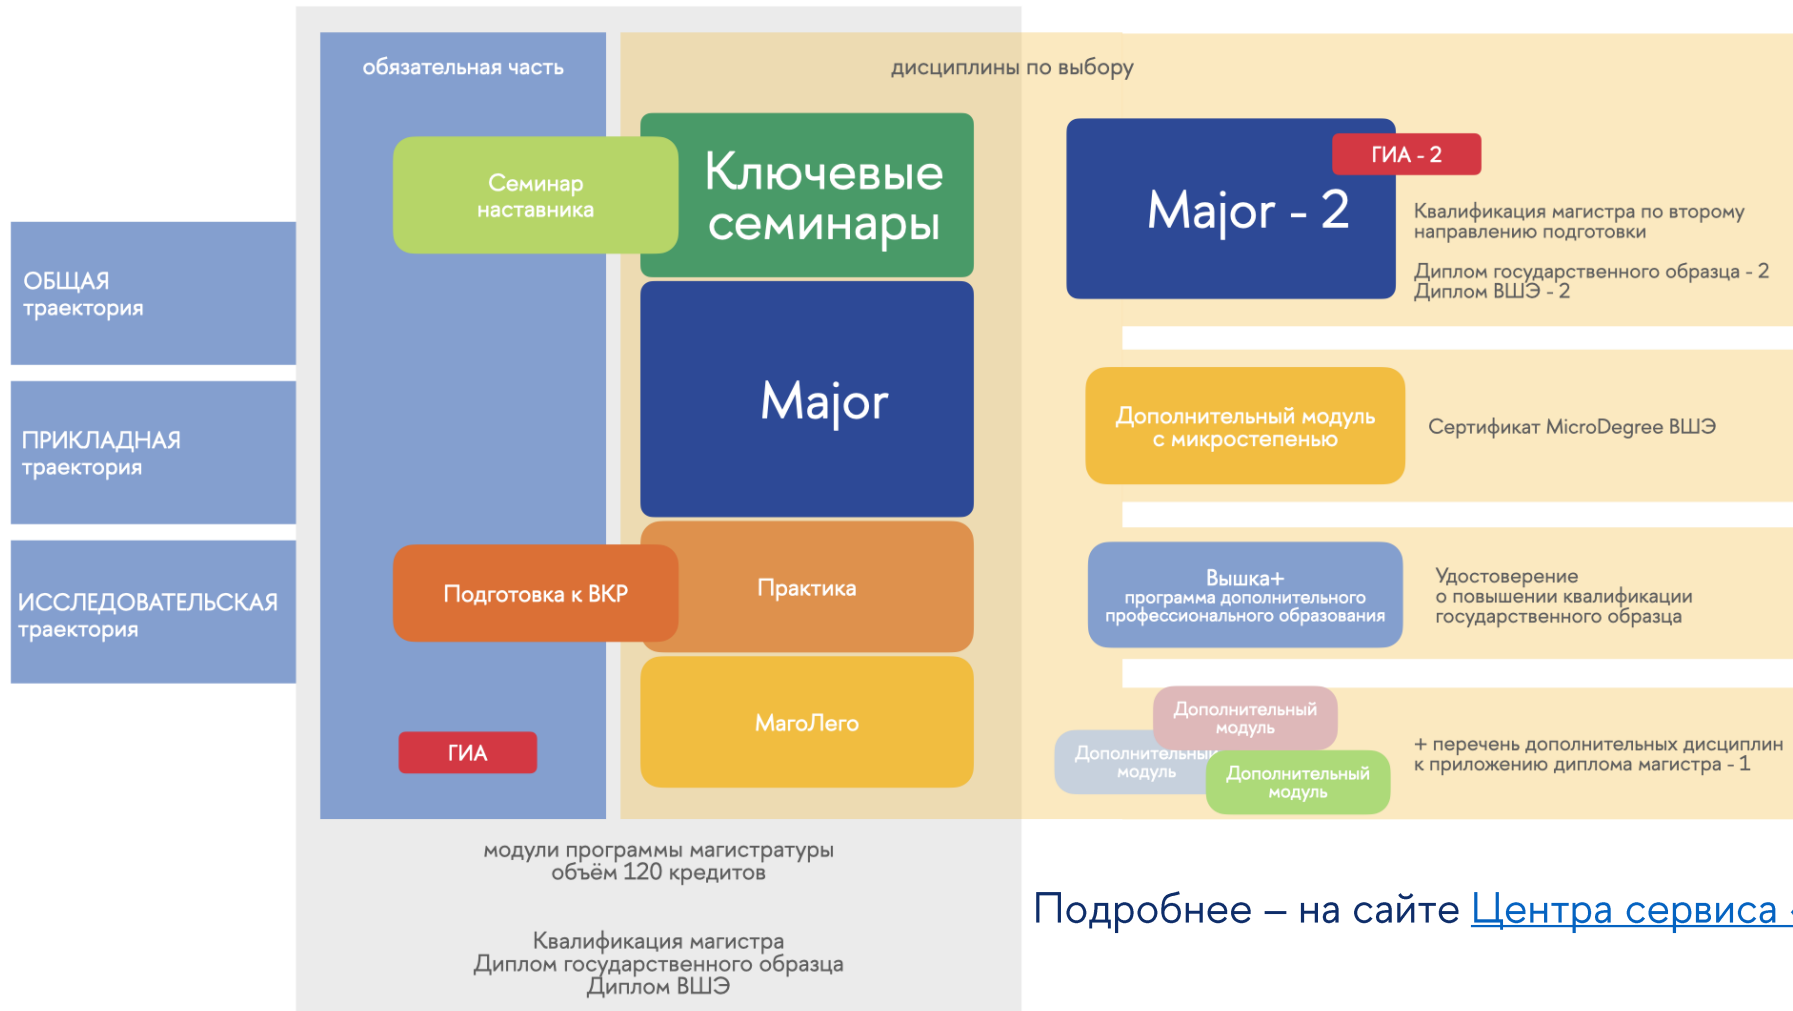 обязательная часть
дисциплины по выбору
Семинар
наставника
Ключевые
семинары
Major - 2
ГИА - 2
Квалификация магистра по второму
направлению подготовки
Диплом государственного образца - 2
Диплом ВШЭ - 2
ОБЩАЯ
траектория
Major
ПРИКЛАДНАЯ
траектория
Дополнительный модуль
с микростепенью
Сертификат MicroDegree ВШЭ
ИССЛЕДОВАТЕЛЬСКАЯ
траектория
Подготовка к ВКР
Практика
Вышка+
программа дополнительного
профессионального образования
Удостоверение
о повышении квалификации
государственного образца
ГИА
МагоЛего
Дополнительный
модуль
Дополнительный
модуль
Дополнительный
модуль
+ перечень дополнительных дисциплин
к приложению диплома магистра - 1
модули программы магистратуры
объём 120 кредитов
Подробнее – на сайте Центра сервиса
Квалификация магистра
Диплом государственного образца
Диплом ВШЭ